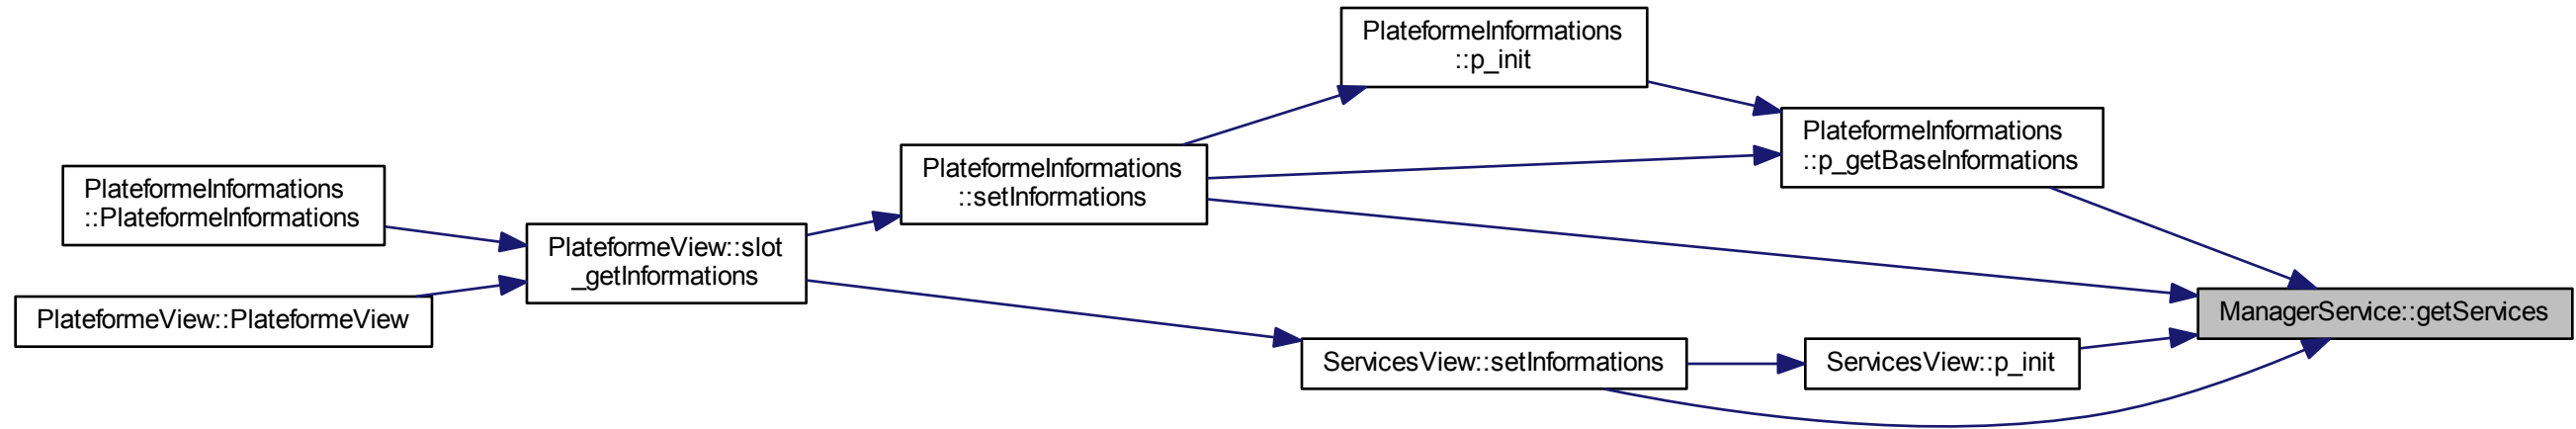 PlateformeInformations
::p_init
PlateformeInformations
::p_getBaseInformations
PlateformeInformations
::setInformations
PlateformeInformations
::PlateformeInformations
PlateformeView::slot
_getInformations
PlateformeView::PlateformeView
ManagerService::getServices
ServicesView::setInformations
ServicesView::p_init